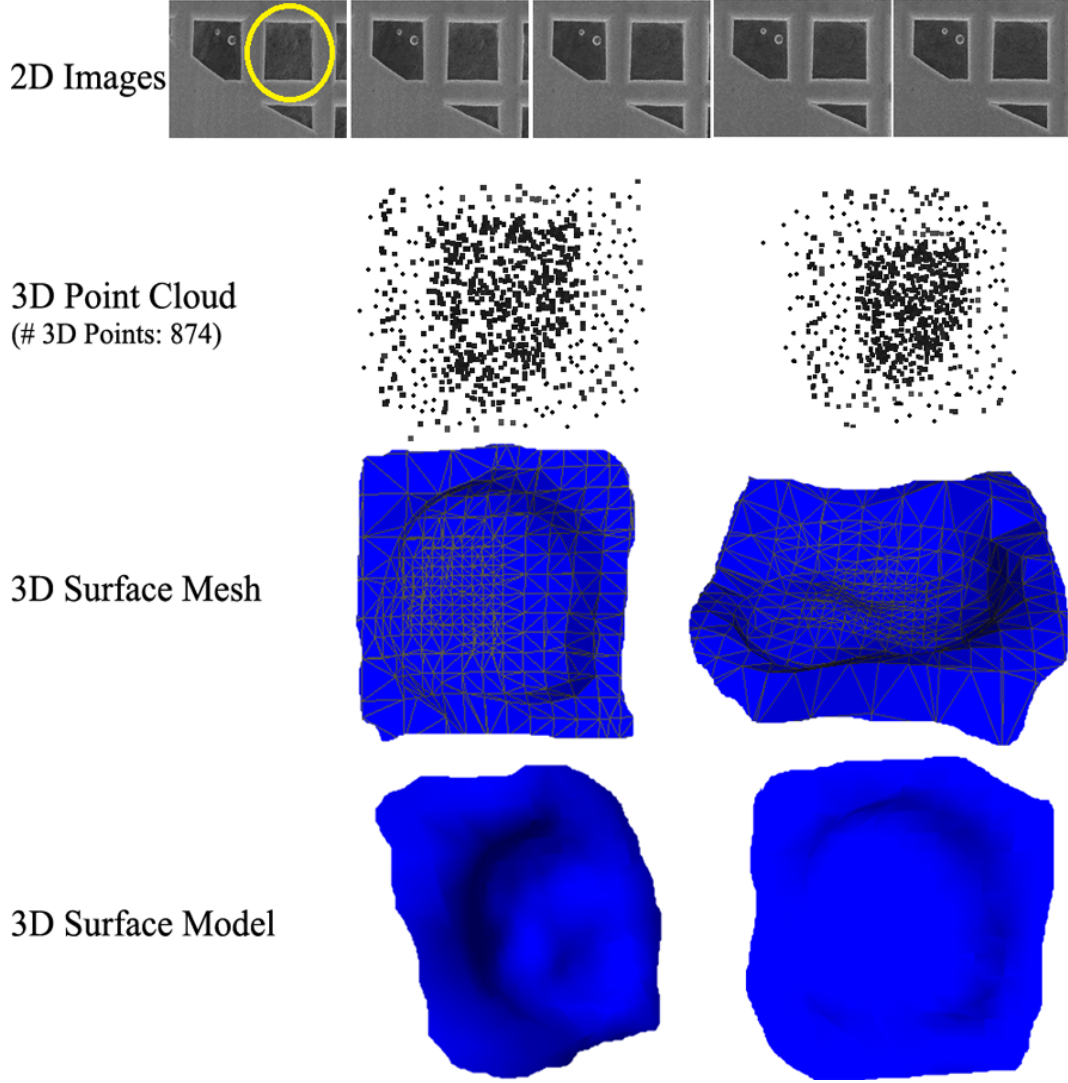 2D Images
3D Point Cloud
(# 3D Points: 874)
3D Surface Mesh
3D Surface Model